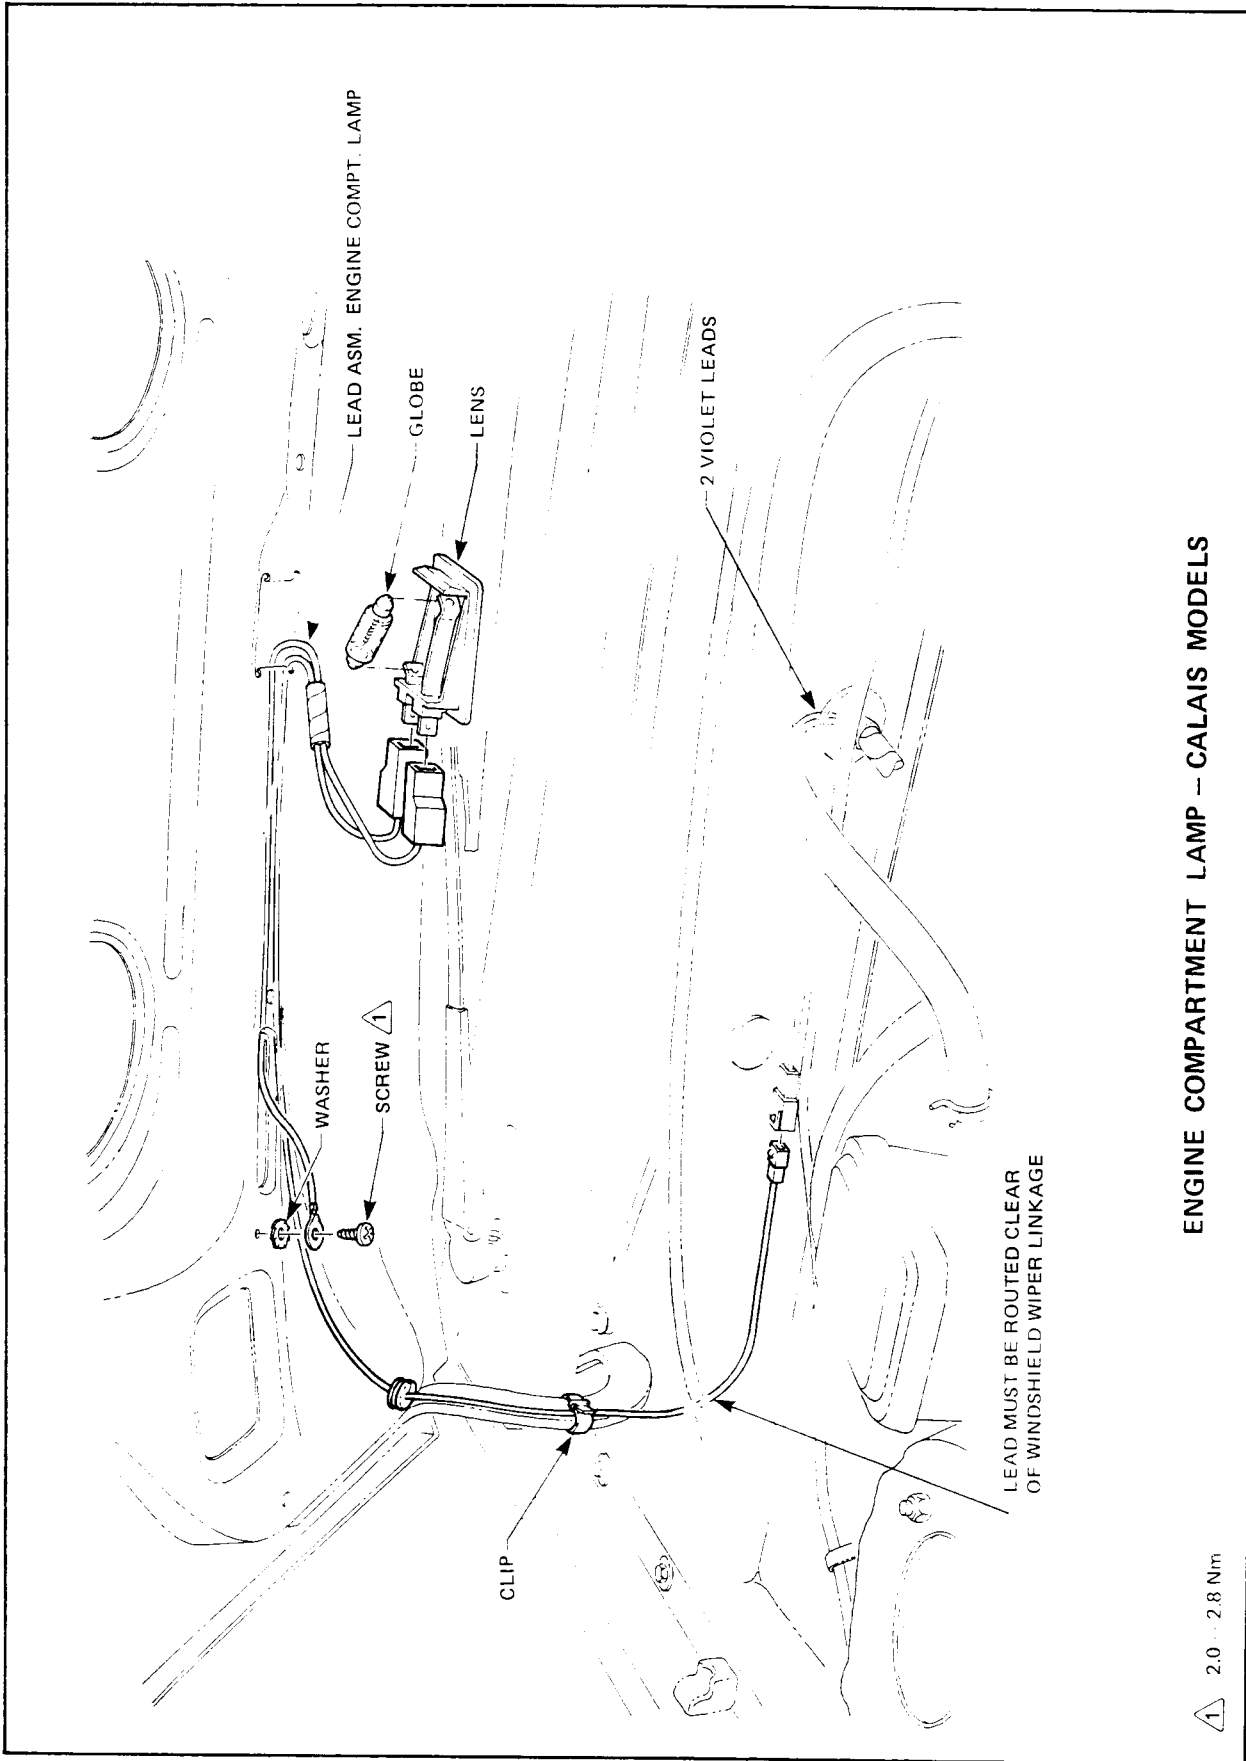 LEAD ASM. ENGINE COMPT. LAMP
GLOBE
LENS
2 VIOLET LEADS
WASHER
SCREW 1
CLIP
LEAD MUST BE ROUTED CLEAR
OF WINDSHIELD WIPER LINKAGE
ENGINE COMPARTMENT LAMP – CALAIS MODELS
1 2.0 - 2.8 Nm